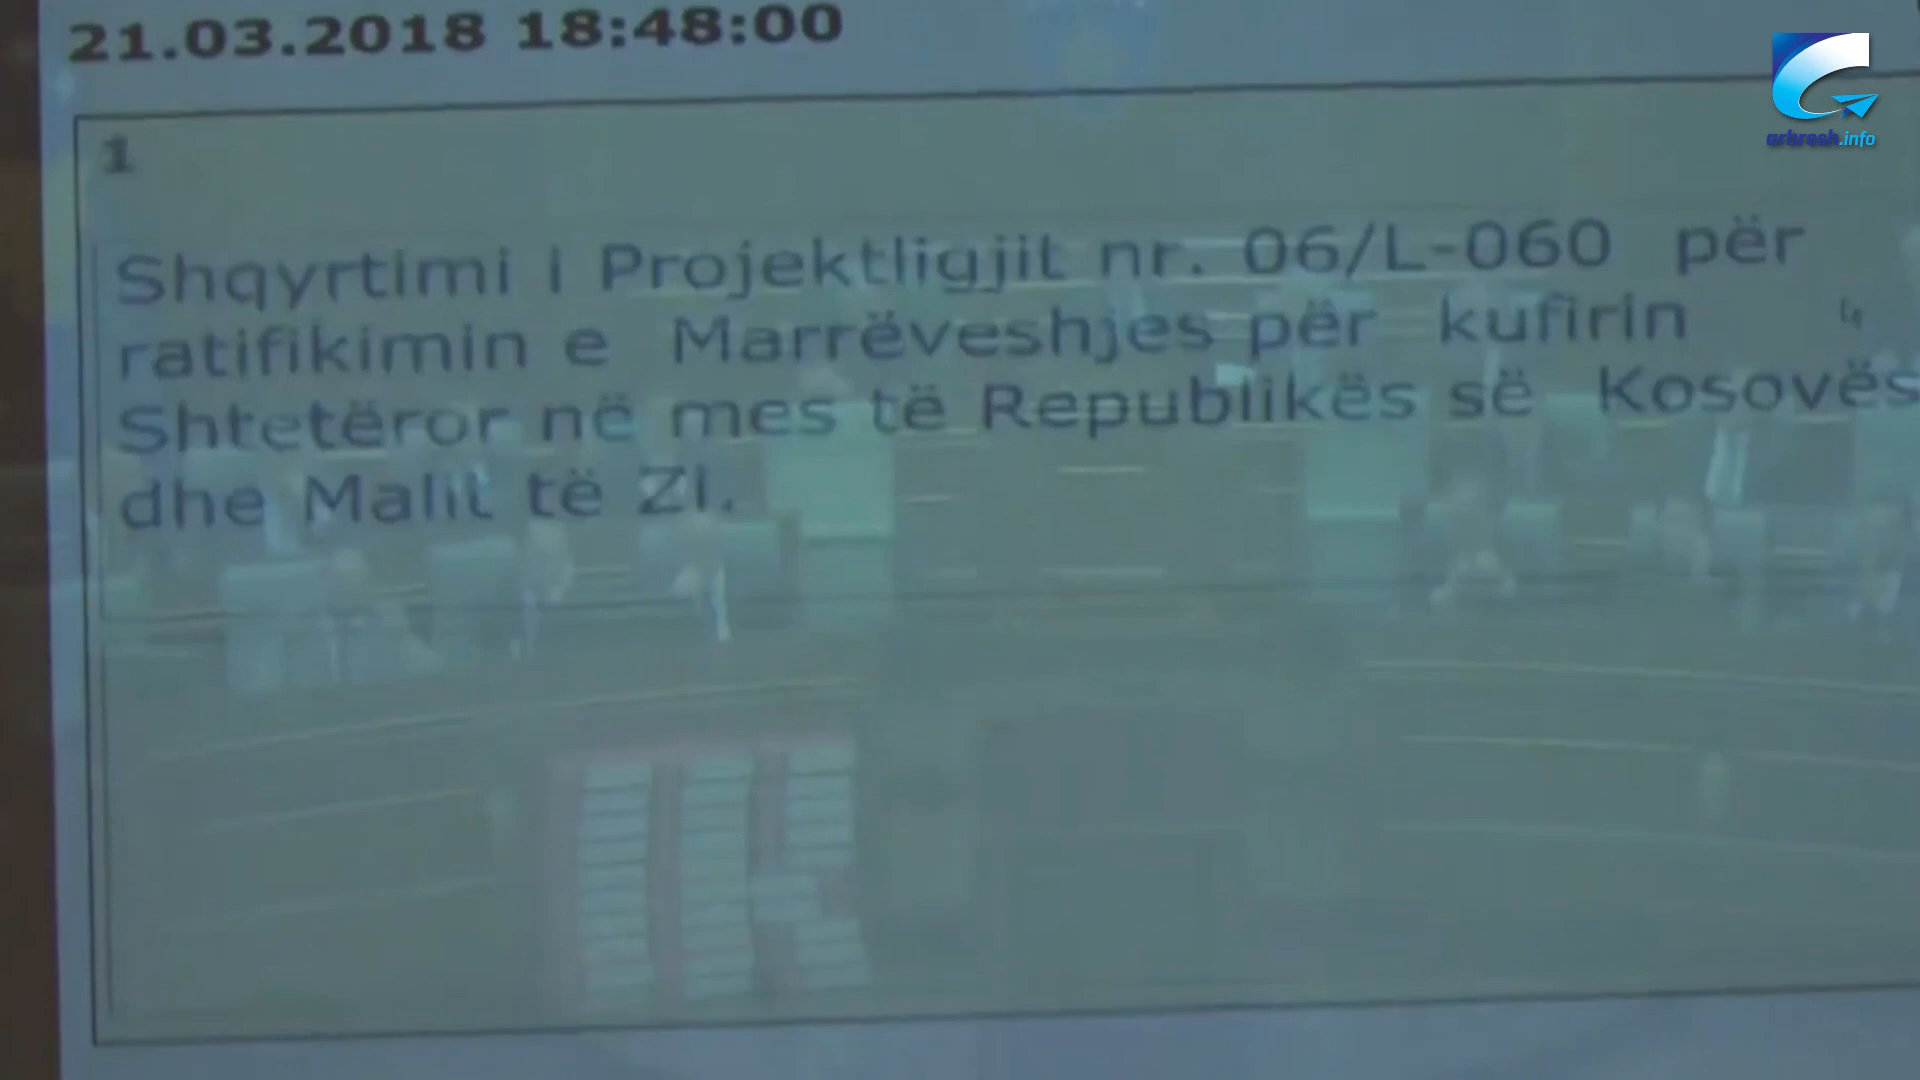 21.03.2018 18:48:00
arbresh.info
1
Shqyrtimi i Projektligjit nr. 06/L-060 për
ratifikimin e Marrëveshjes për kufirin
Shtetëror në mes të Republikës së Kosovës
dhe Malit të Zi.